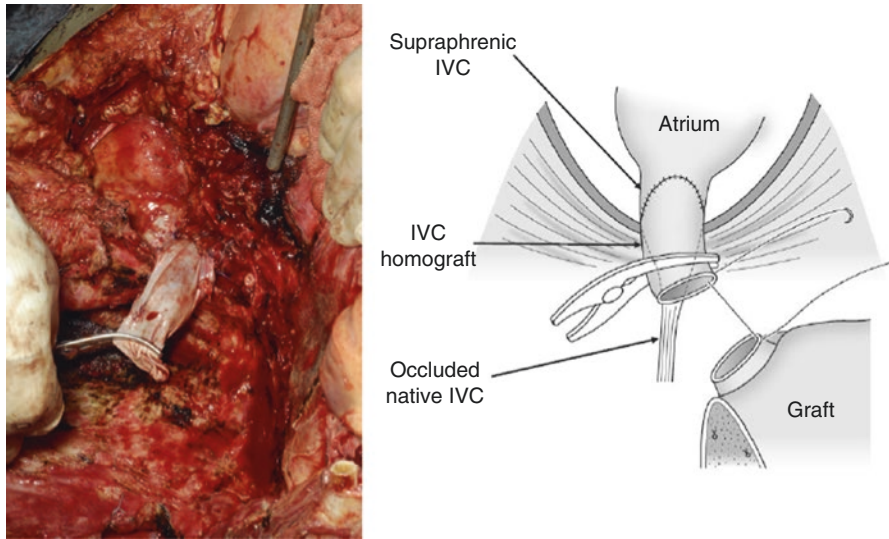 Supraphrenic
IVC
Atrium
IVC
homograft
Occluded
native IVC
Graft